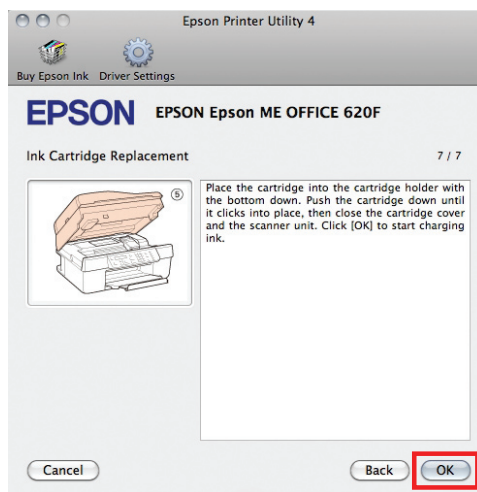 Epson Printer Utility 4
Buy Epson Ink Driver Settings
EPSON EPSON Epson ME OFFICE 620F
Ink Cartridge Replacement 7 / 7
5
Place the cartridge into the cartridge holder with
the bottom down. Push the cartridge down until
it clicks into place, then close the cartridge cover
and the scanner unit. Click [OK] to start charging
ink.
Cancel Back OK